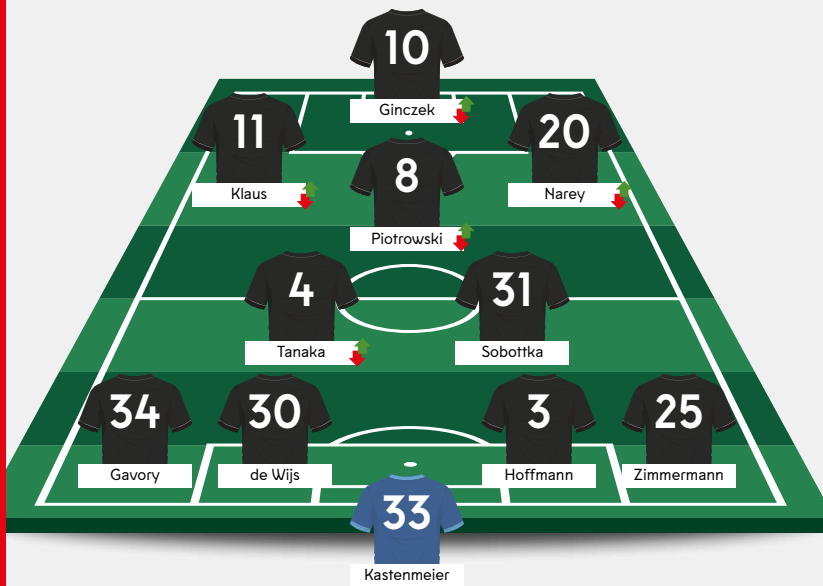 10
Ginczek
11
Klaus
20
Narey
8
Piotrowski
4
Tanaka
31
Sobottka
34
Gavory
30
de Wijs
3
Hoffmann
25
Zimmermann
33
Kastenmeier